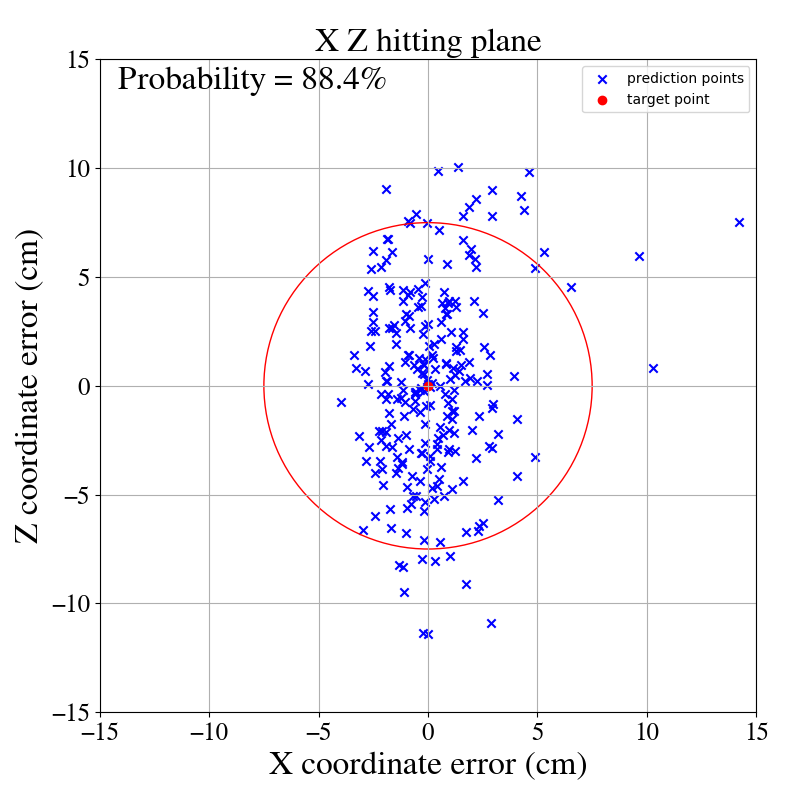 X Z hitting plane
Probability = 88.4%
prediction points
target point
15
10
5
0
−5
−10
−15
Z coordinate error (cm)
−15
−10
−5
0
5
10
15
X coordinate error (cm)